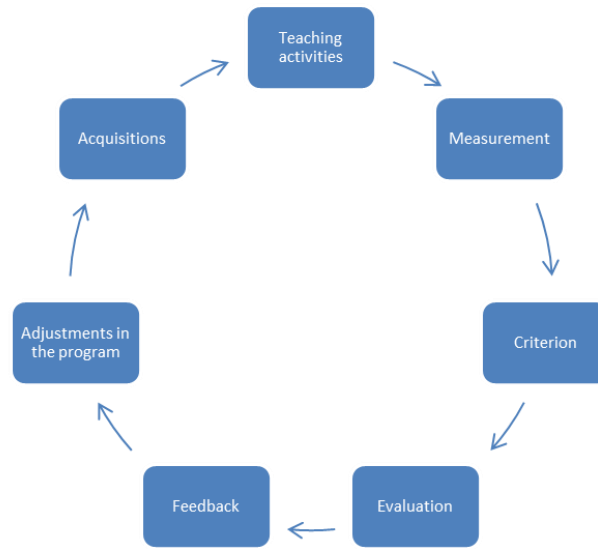 Teaching
activities
Measurement
Criterion
Evaluation
Feedback
Adjustments in
the program
Acquisitions